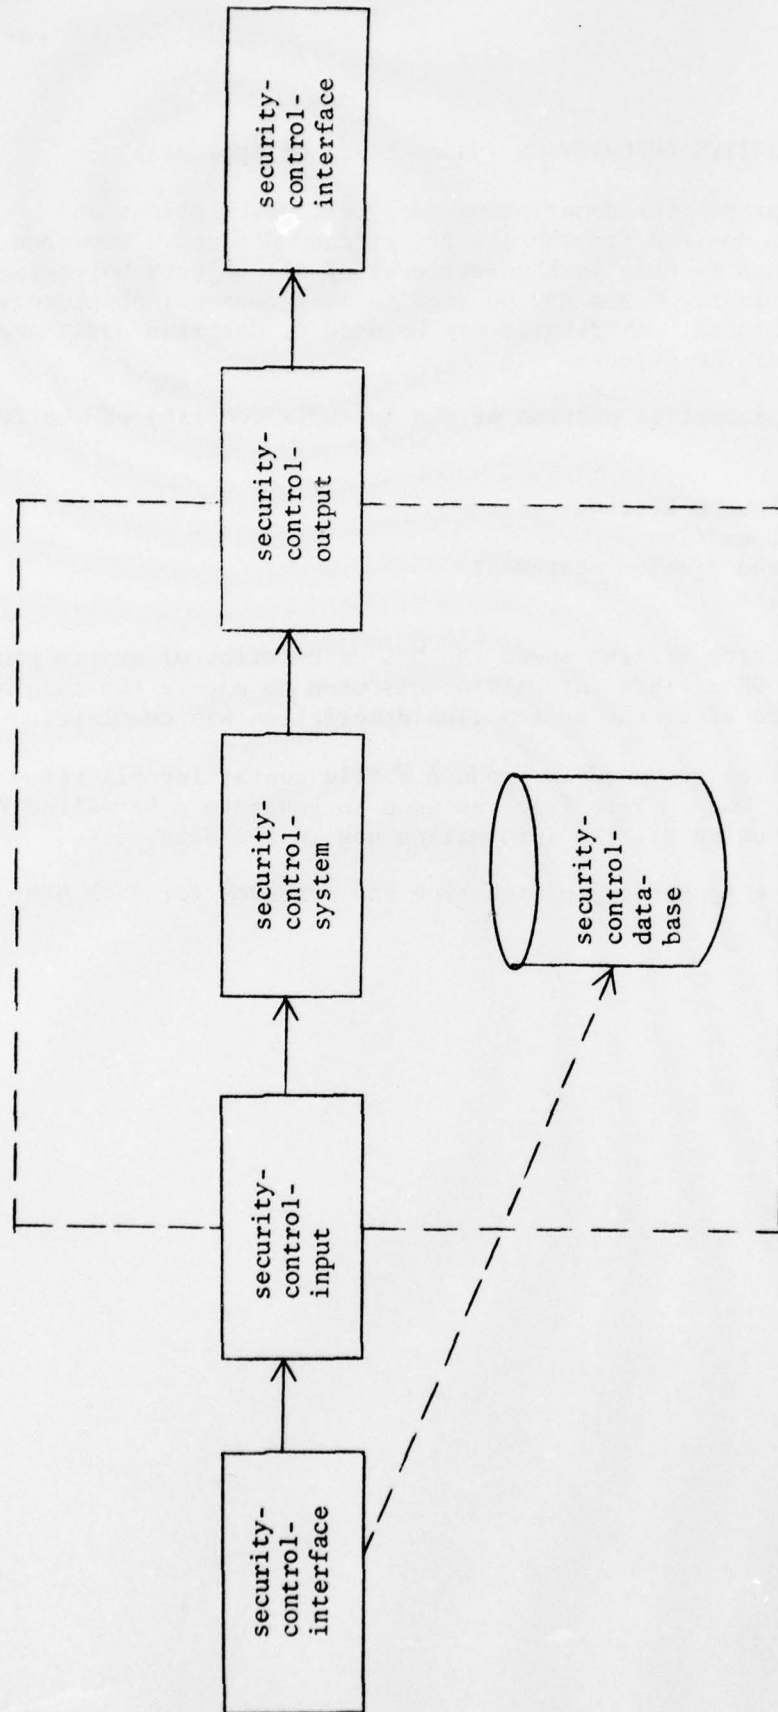 security-
control-
interface
security-
control-
input
security-
control-
system
security-
control-
output
security-
control-
interface
security-
control-
data-
base